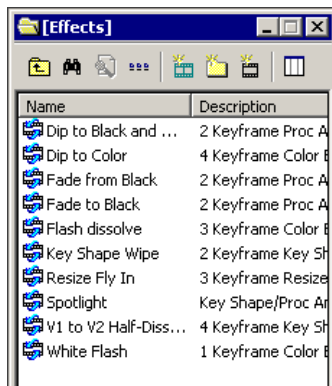 [Effects]
Name Description
Dip to Black and ... 2 Keyframe Proc A
Dip to Color 4 Keyframe Color
Fade from Black 2 Keyframe Proc A
Fade to Black 2 Keyframe Proc A
Flash dissolve 3 Keyframe Color
Key Shape Wipe 2 Keyframe Key Sh
Resize Fly In 3 Keyframe Resize
Spotlight Key Shape/Proc
V1 to V2 Half-Diss... 4 Keyframe Key Sh
White Flash 1 Keyframe Color